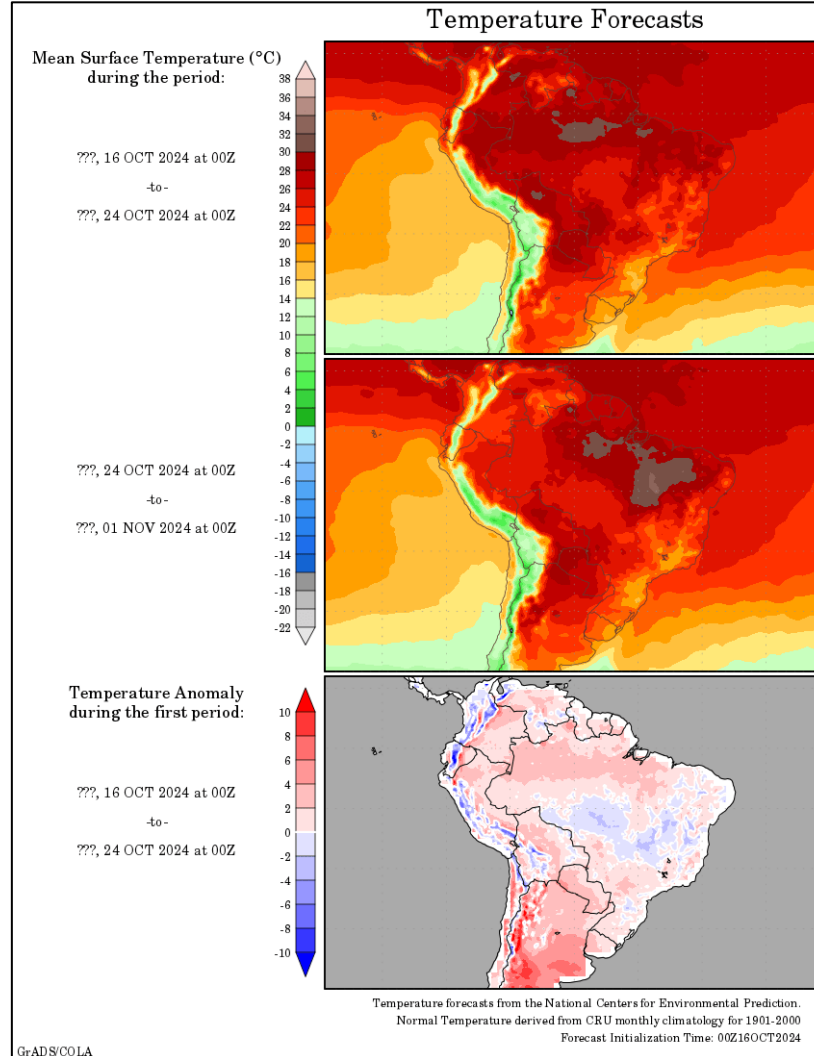 Temperature Forecasts
Mean Surface Temperature (°C)
during the period:
???, 16 OCT 2024 at 00Z
-to-
???, 24 OCT 2024 at 00Z
38
36
34
32
30
28
26
24
22
20
18
16
14
12
10
8
6
4
2
0
-2
-4
-6
-8
-10
-12
-14
-16
-18
-20
-22
???, 24 OCT 2024 at 00Z
-to-
???, 01 NOV 2024 at 00Z
Temperature Anomaly
during the first period:
???, 16 OCT 2024 at 00Z
-to-
???, 24 OCT 2024 at 00Z
10
8
6
4
2
0
-2
-4
-6
-8
-10
Temperature forecasts from the National Centers for Environmental Prediction.
Normal Temperature derived from CRU monthly climatology for 1901-2000
Forecast Initialization Time: 00Z16OCT2024
GrADS/COLA